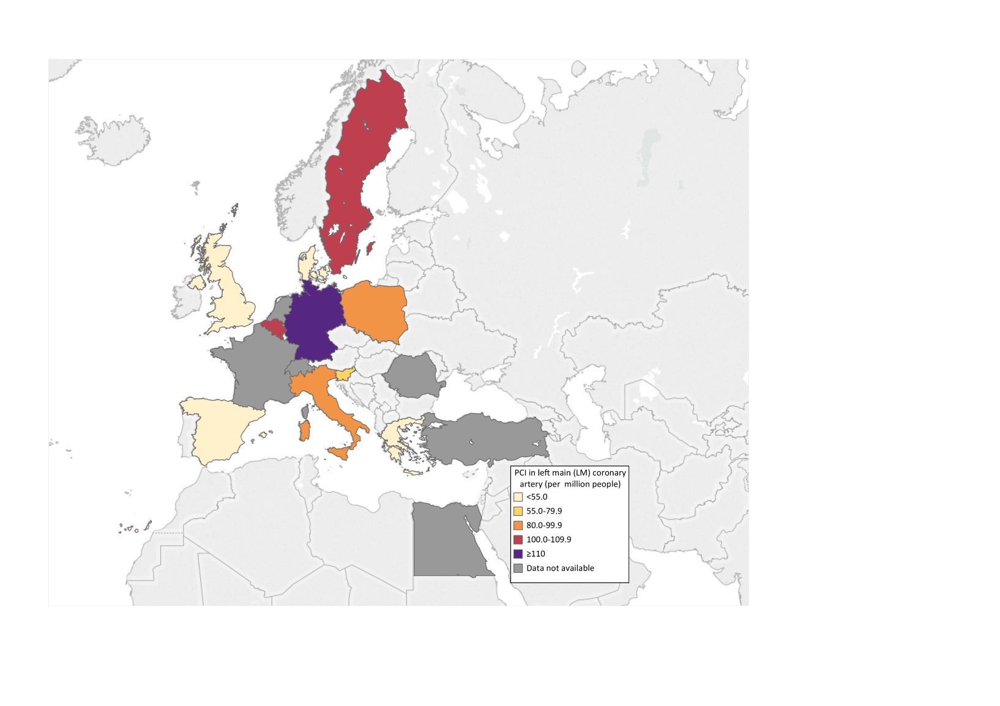 PCI in left main (LM) coronary
artery (per  million people)
<55.0
55.0-79.9
80.0-99.9
100.0-109.9
≥110
Data not available